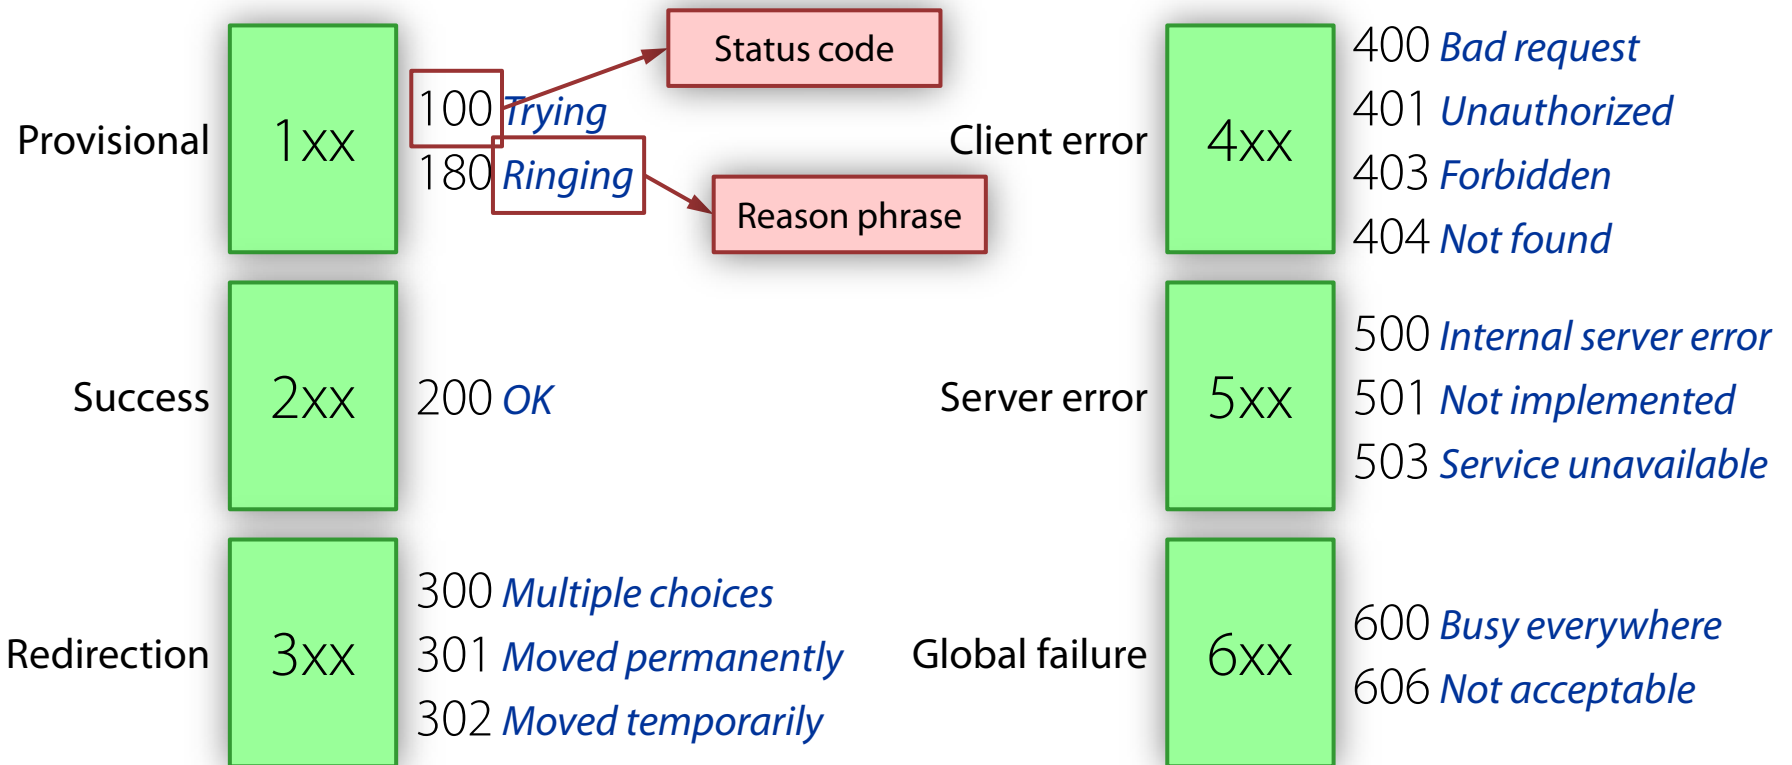 Provisional
1xx
100 Trying
180 Ringing
Status code
Reason phrase
Success
2xx
200 OK
Redirection
3xx
300 Multiple choices
301 Moved permanently
302 Moved temporarily
Client error
4xx
400 Bad request
401 Unauthorized
403 Forbidden
404 Not found
Server error
5xx
500 Internal server error
501 Not implemented
503 Service unavailable
Global failure
6xx
600 Busy everywhere
606 Not acceptable